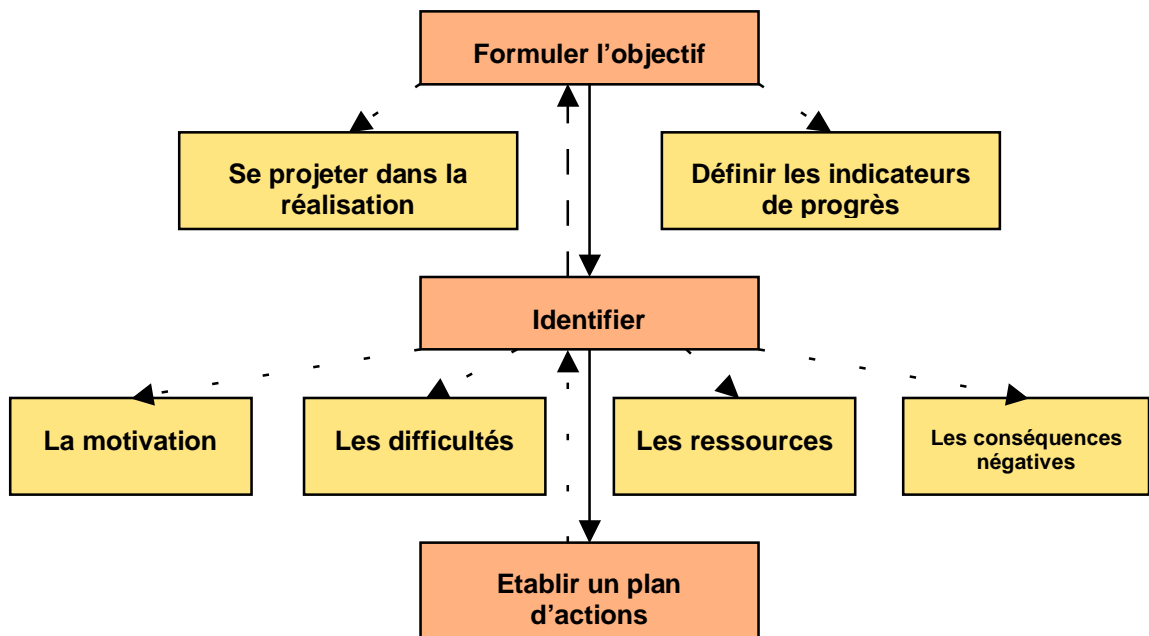 Formuler l’objectif
Se projeter dans la
réalisation
Définir les indicateurs
de progrès
Identifier
La motivation
Les difficultés
Les ressources
Les conséquences
négatives
Etablir un plan
d’actions